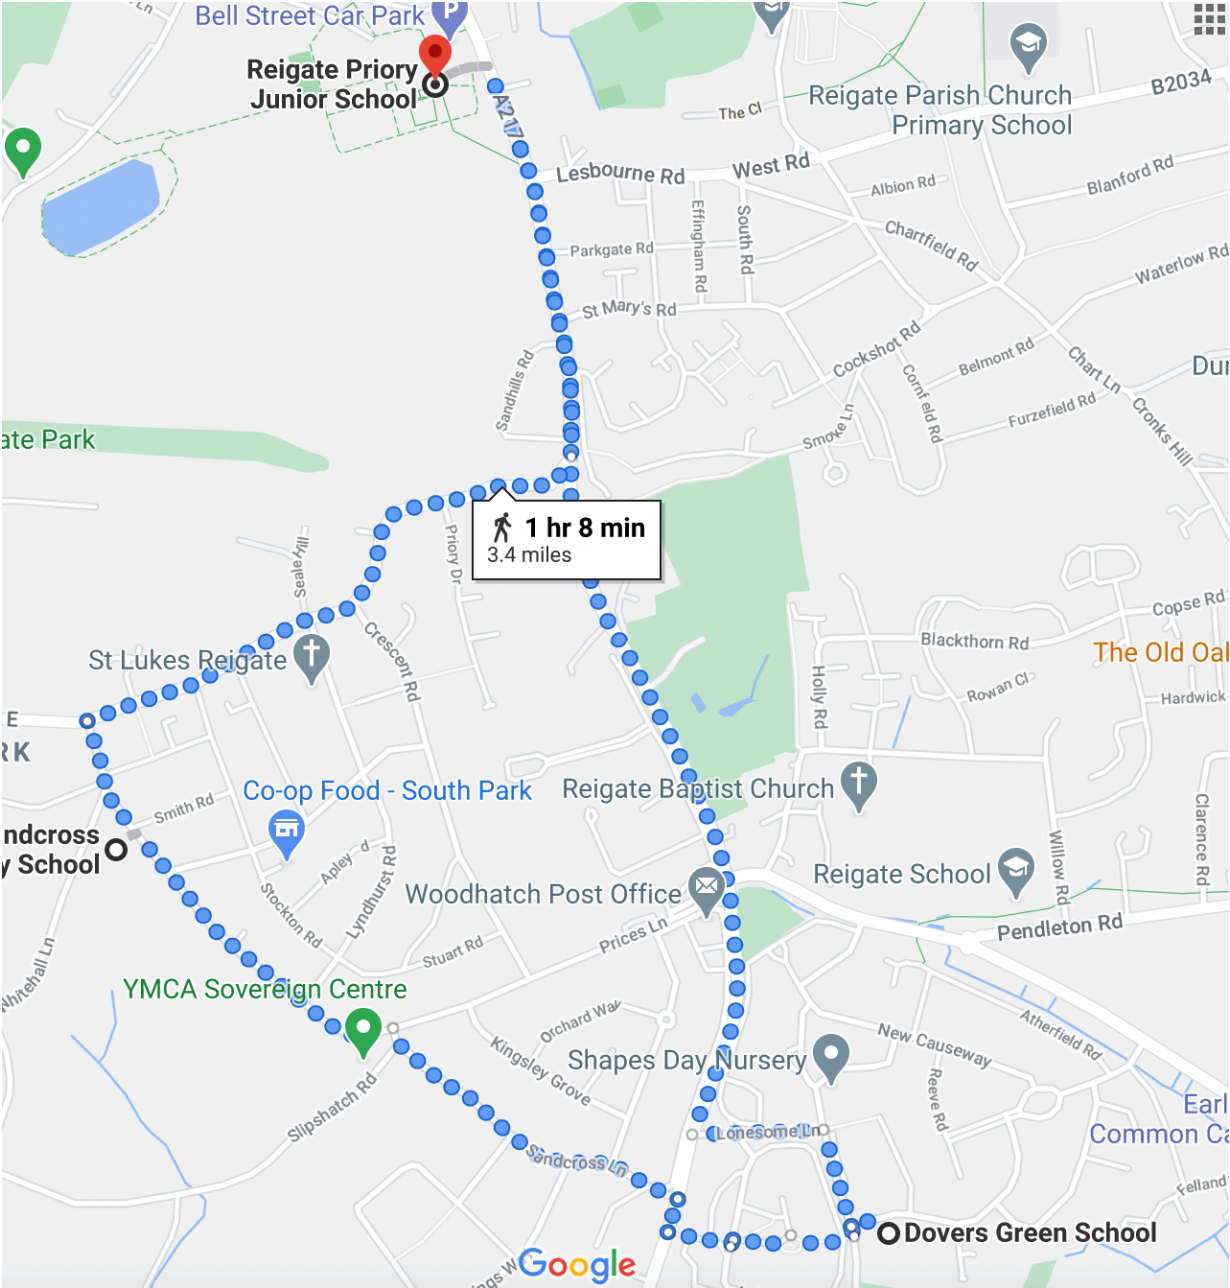 Ln
Bell Street Car Park
P
Reigate Priory
Junior School
A217
The Cl
Reigate Parish Church
Primary School
B2034
Lesbourne Rd
West Rd
Albion Rd
Blanford Rd
Effingham Rd
South Rd
Parkgate Rd
Chartfield Rd
Waterlow Rd
St Mary's Rd
Sandhills Rd
Cockshot Rd
Belmont Rd
Chart Ln
Dur
Cornfield Rd
Furzefield Rd
Cronks Hill
Smoke Ln
ate Park
1 hr 8 min
3.4 miles
Priory Dr
Seale Hill
Copse Rd
Blackthorn Rd
The Old Oak
Crescent Rd
St Lukes Reigate
Holly Rd
Rowan Cl
Hardwick
E
RK
Co-op Food - South Park
Reigate Baptist Church
Smith Rd
Clarence Rd
ndcross
y School
Apley d
Lyndhurst Rd
Willow Rd
Reigate School
Woodhatch Post Office
Stockton Rd
Prices Ln
Pendleton Rd
Stuart Rd
Whitehall Ln
YMCA Sovereign Centre
Orchard Way
Atherfield Rd
New Causeway
Kingsley Grove
Shapes Day Nursery
Reeve Rd
Slipshatch Rd
Earl
Common Ca
Lonesome Ln
Sandcross Ln
Felland
Dovers Green School
ngs W
Google